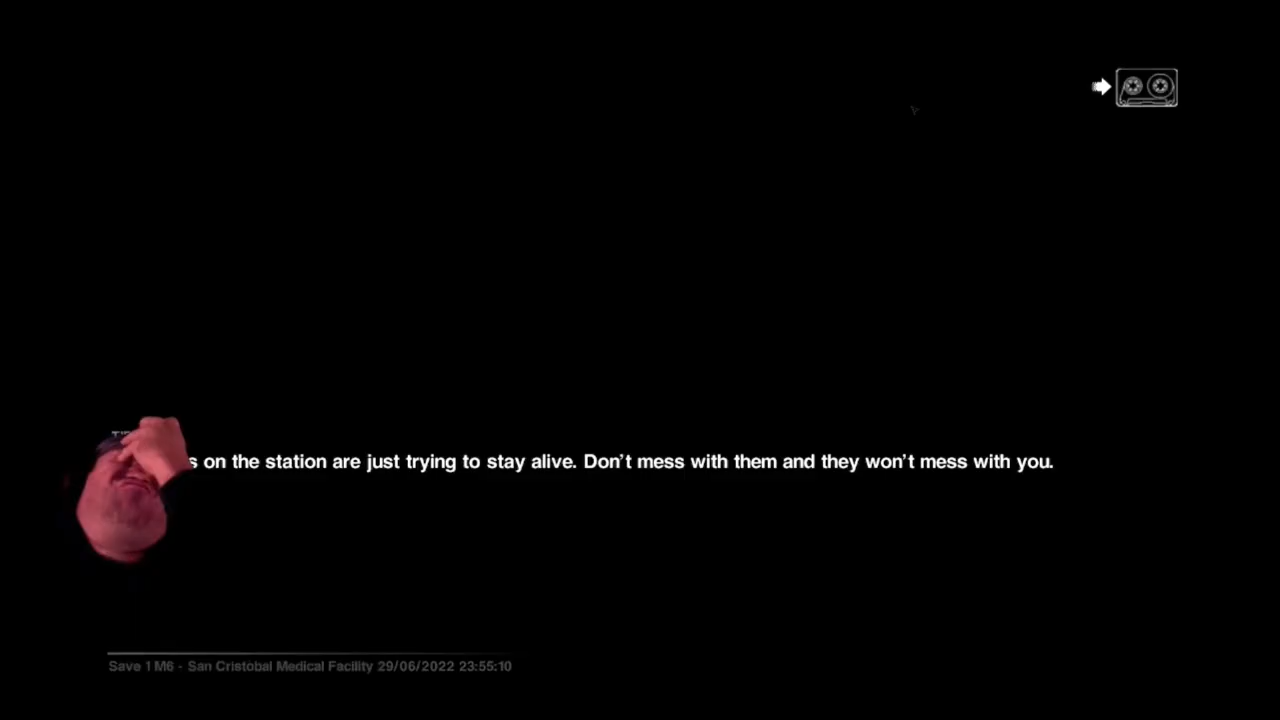 s on the station are just trying to stay alive. Don't mess with them and they won't mess with you.
Save 1 M6 - San Cristobal Medical Facility 29/06/2022 23:55:10